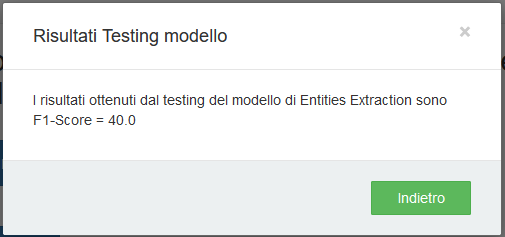 Risultati Testing modello
×
I risultati ottenuti dal testing del modello di Entities Extraction sono
F1-Score = 40.0
Indietro